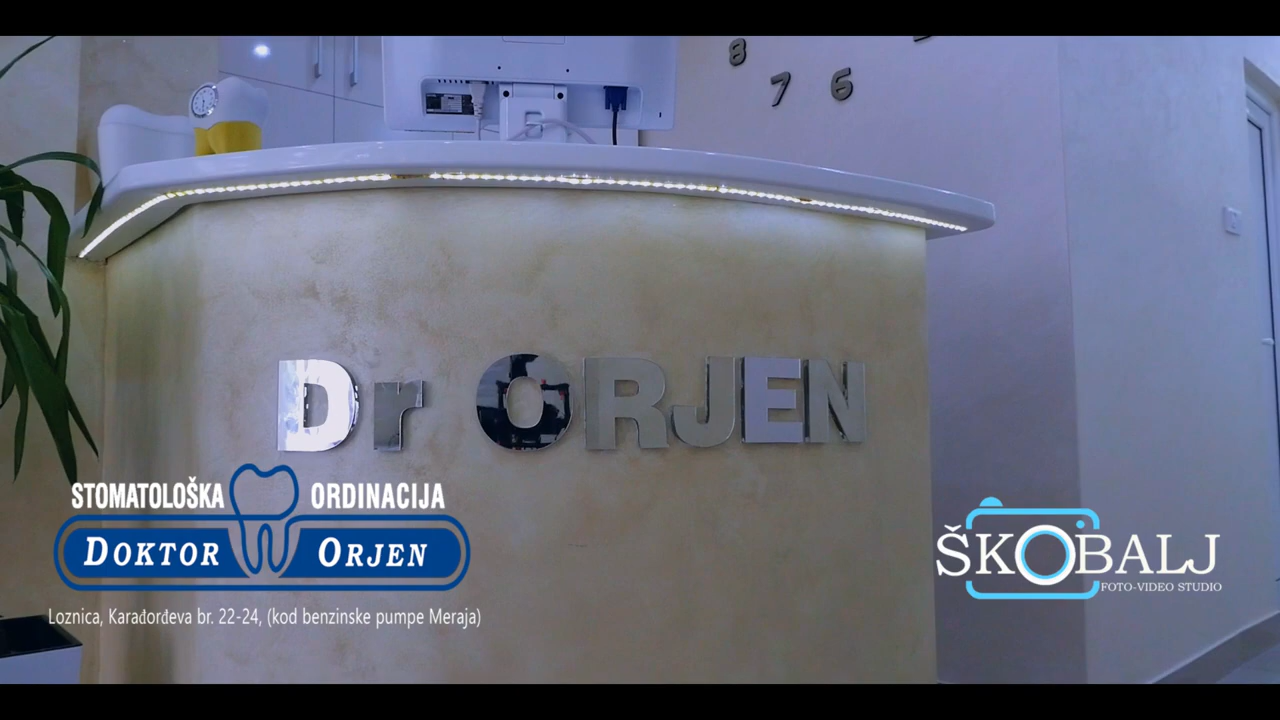 8
7 6
Dr ORJEN
STOMATOLOŠKA ORDINACIJA
DOKTOR ORJEN
Loznica, Karađorđeva br. 22-24, (kod benzinske pumpe Meraja)
ŠKOBALJ
FOTO-VIDEO STUDIO